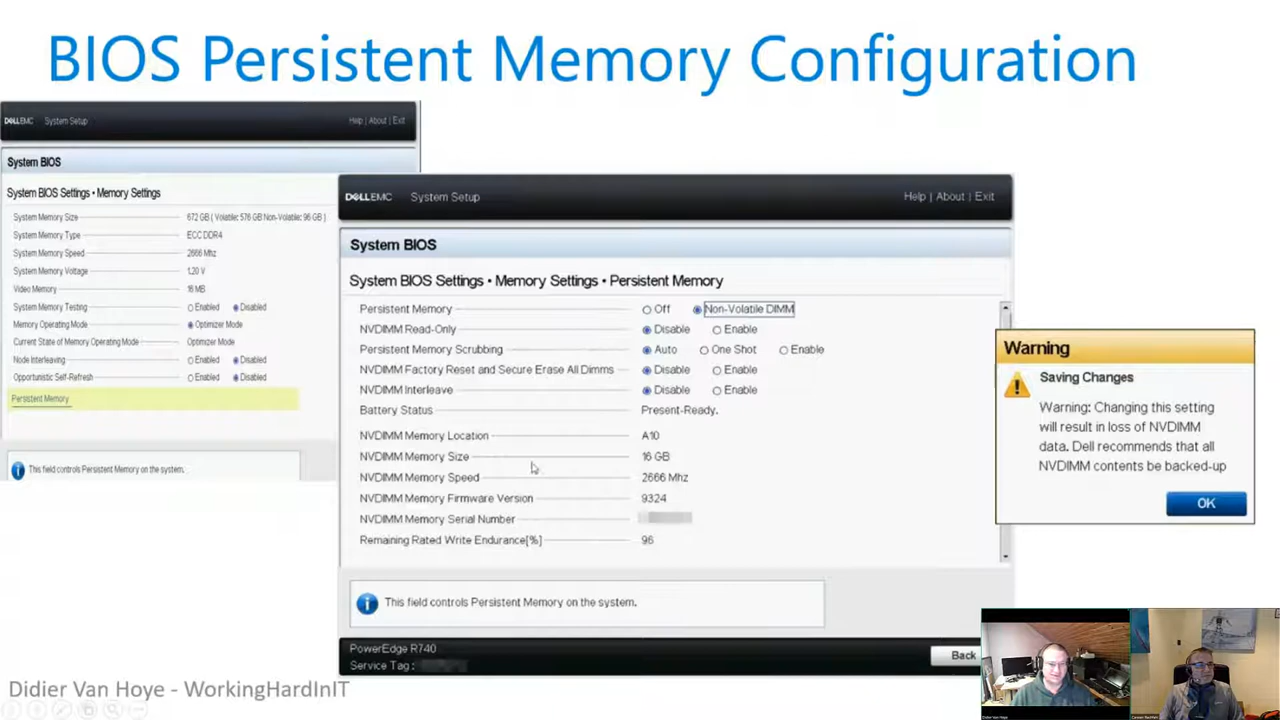 BIOS Persistent Memory Configuration
DELLEMC System Setup Help | About | Exit
System BIOS
System BIOS Settings • Memory Settings
System Memory Size 672 GB ( Volatile: 576 GB Non-Volatile: 96 GB )
System Memory Type ECC DDR4
System Memory Speed 2666 Mhz
System Memory Voltage 1.20 V
Video Memory 16 MB
System Memory Testing Enabled Disabled
Memory Operating Mode Optimizer Mode
Current State of Memory Operating Mode Optimizer Mode
Node Interleaving Enabled Disabled
Opportunistic Self-Refresh Enabled Disabled
Persistent Memory
This field controls Persistent Memory on the system.
DELLEMC System Setup Help | About | Exit
System BIOS
System BIOS Settings • Memory Settings • Persistent Memory
Persistent Memory Off Non-Volatile DIMM
NVDIMM Read-Only Disable Enable
Persistent Memory Scrubbing Auto One Shot Enable
NVDIMM Factory Reset and Secure Erase All Dimms Disable Enable
NVDIMM Interleave Disable Enable
Battery Status Present-Ready.
NVDIMM Memory Location A10
NVDIMM Memory Size 16 GB
NVDIMM Memory Speed 2666 Mhz
NVDIMM Memory Firmware Version 9324
NVDIMM Memory Serial Number
Remaining Rated Write Endurance[%] 96
This field controls Persistent Memory on the system.
PowerEdge R740
Service Tag :
Back
Warning
Saving Changes
Warning: Changing this setting
will result in loss of NVDIMM
data. Dell recommends that all
NVDIMM contents be backed-up
OK
Didier Van Hoye - WorkingHardInIT
Didier Van Hoye